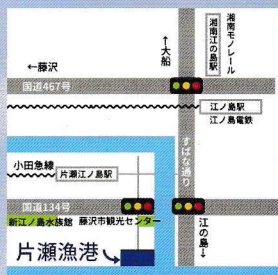 湘南モノレール
湘南江の島駅
↑大船
←藤沢
国道467号
江ノ島駅
江ノ島電鉄
すばな通り
小田急線
片瀬江ノ島駅
国道134号
新江ノ島水族館
藤沢市観光センター
江の島↓
片瀬漁港